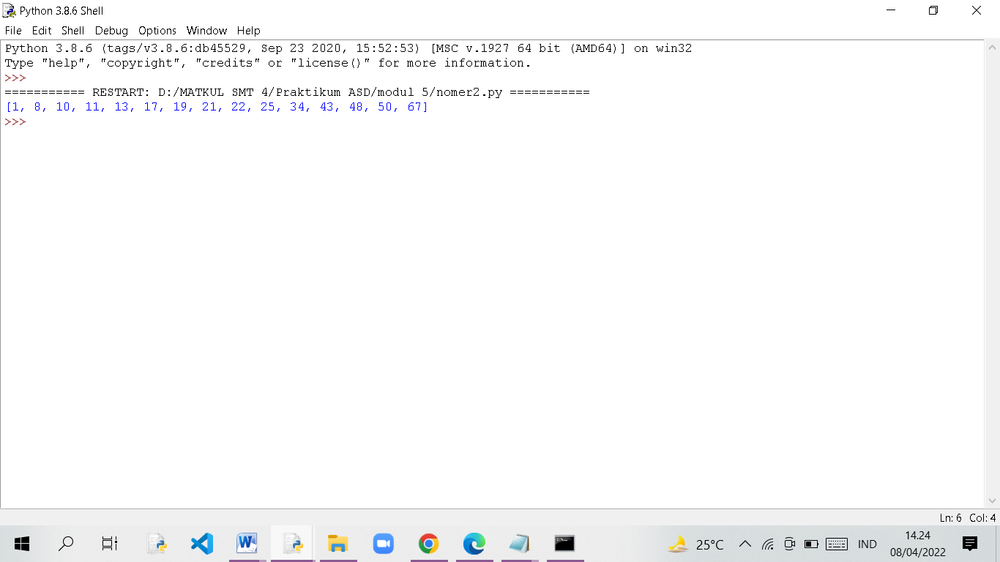 Python 3.8.6 Shell
File Edit Shell Debug Options Window Help
Python 3.8.6 (tags/v3.8.6:db45529, Sep 23 2020, 15:52:53) [MSC v.1927 64 bit (AMD64)] on win32
Type "help", "copyright", "credits" or "license()" for more information.
>>>
=========== RESTART: D:/MATKUL SMT 4/Praktikum ASD/modul 5/nomer2.py ===========
[1, 8, 10, 11, 13, 17, 19, 21, 22, 25, 34, 43, 48, 50, 67]
>>>
Ln: 6 Col: 4
25°C IND 14.24
08/04/2022